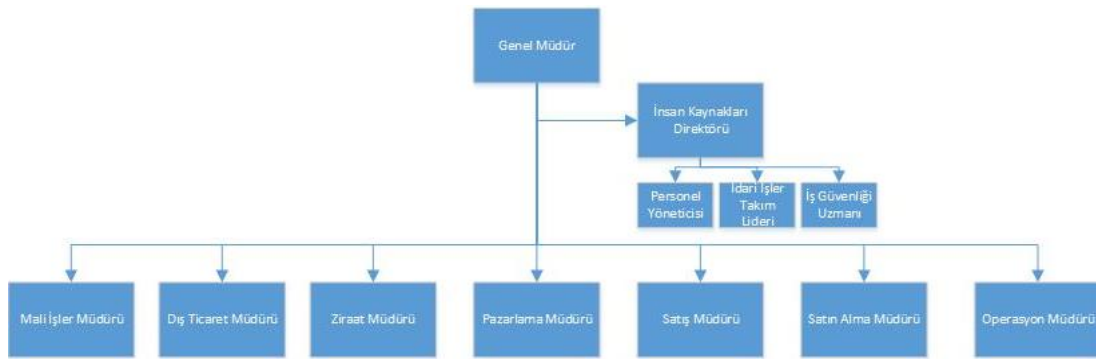 Genel Müdür
İnsan Kaynakları
Direktörü
Personel
Yöneticisi
İdari İşler
Takım
Lideri
İş Güvenliği
Uzmanı
Mali İşler Müdürü
Dış Ticaret Müdürü
Ziraat Müdürü
Pazarlama Müdürü
Satış Müdürü
Satın Alma Müdürü
Operasyon Müdürü